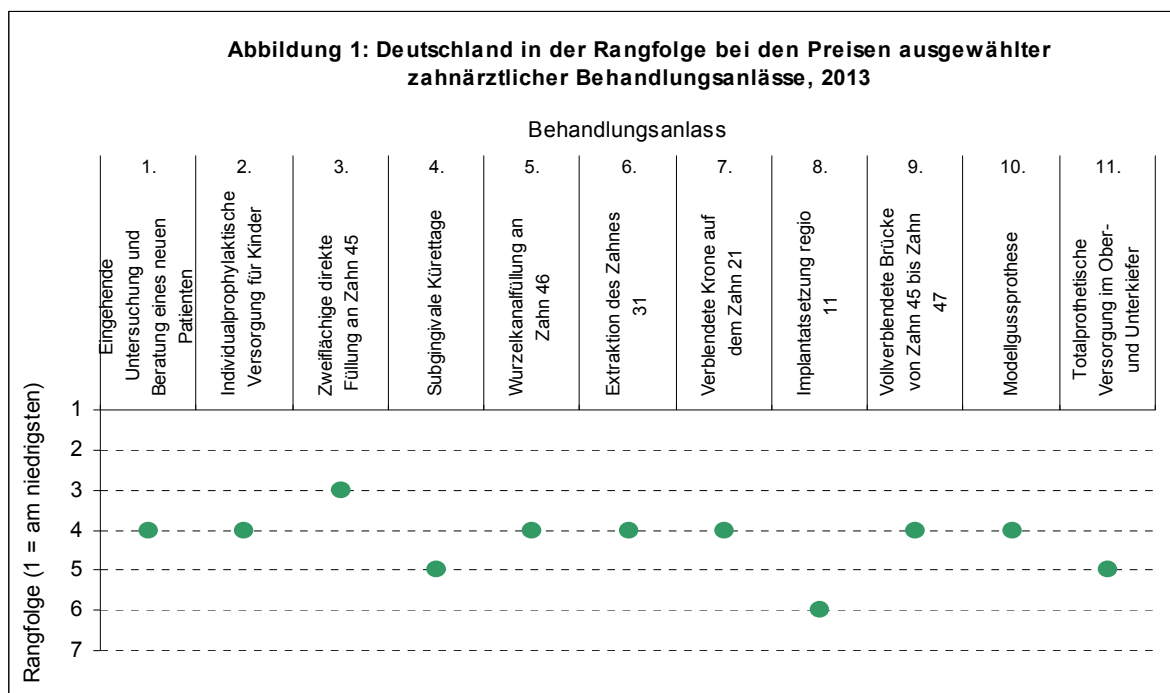 Abbildung 1: Deutschland in der Rangfolge bei den Preisen ausgewählter
zahnärztlicher Behandlungsanlässe, 2013
Behandlungsanlass
1.
2.
3.
4.
5.
6.
7.
8.
9.
10.
11.
Eingehende
Untersuchung und
Beratung eines neuen
Patienten
Individualprophylaktische
Versorgung für Kinder
Zweiflächige direkte
Füllung an Zahn 45
Subgingivale Kürettage
Wurzelkanalfüllung an
Zahn 46
Extraktion des Zahnes
31
Verblendete Krone auf
dem Zahn 21
Implantatsetzung regio
11
Vollverblendete Brücke
von Zahn 45 bis Zahn
47
Modellgussprothese
Totalprothetische
Versorgung im Ober-
und Unterkiefer
Rangfolge (1 = am niedrigsten)
1
2
3
4
5
6
7